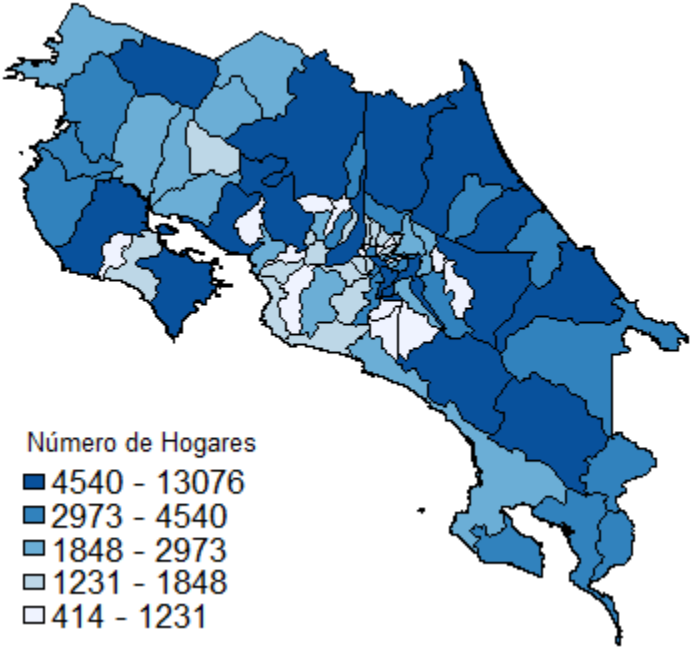 Número de Hogares
4540 - 13076
2973 - 4540
1848 - 2973
1231 - 1848
414 - 1231